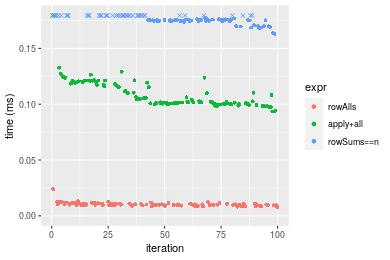 time (ms)
0.15
0.10
0.05
0.00
0
25
50
75
100
iteration
expr
rowAlls
apply+all
rowSums==n